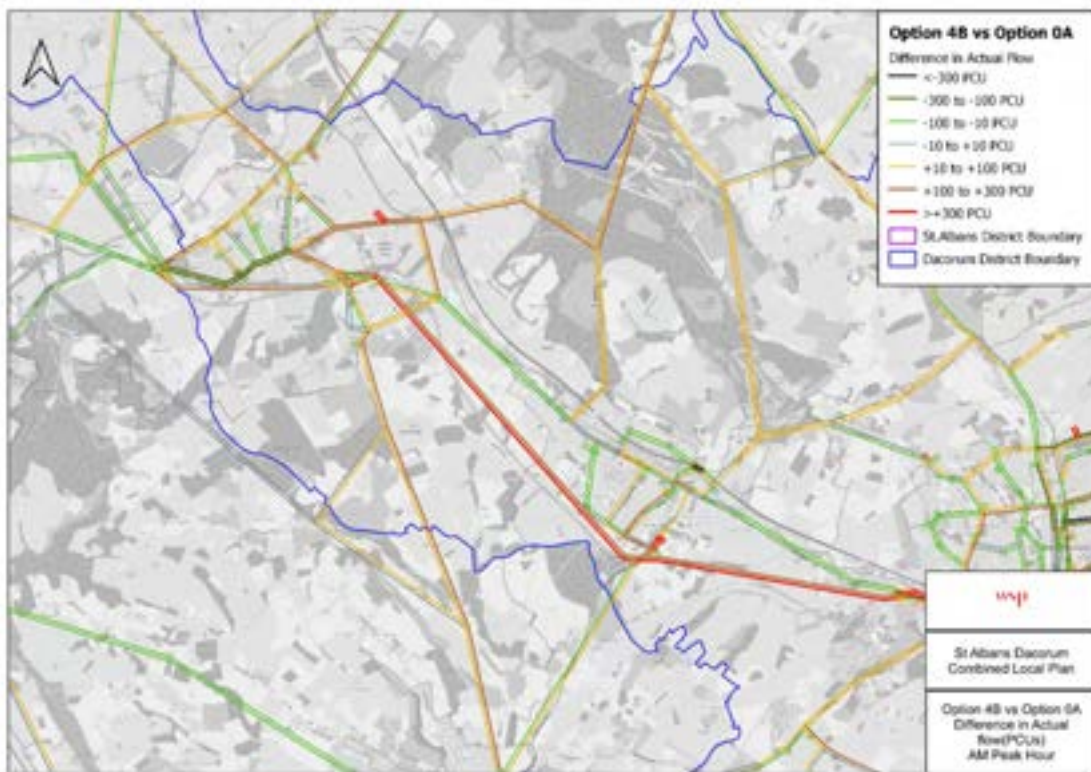 Option 4B vs Option 0A
Difference in Actual Flow
<-300 PCU
-300 to -100 PCU
-100 to -10 PCU
-10 to +10 PCU
+10 to +100 PCU
+100 to +300 PCU
>+300 PCU
St.Albans District Boundary
Dacorum District Boundary
wsp
St Albans Dacorum
Combined Local Plan
Option 4B vs Option 0A
Difference in Actual
flow(PCUs)
AM Peak Hour